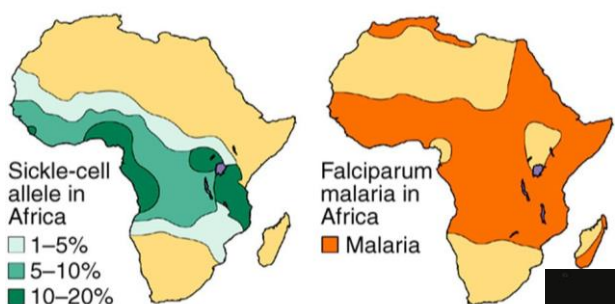 Sickle-cell
allele in
Africa
1–5%
5–10%
10–20%
Falciparum
malaria in
Africa
Malaria